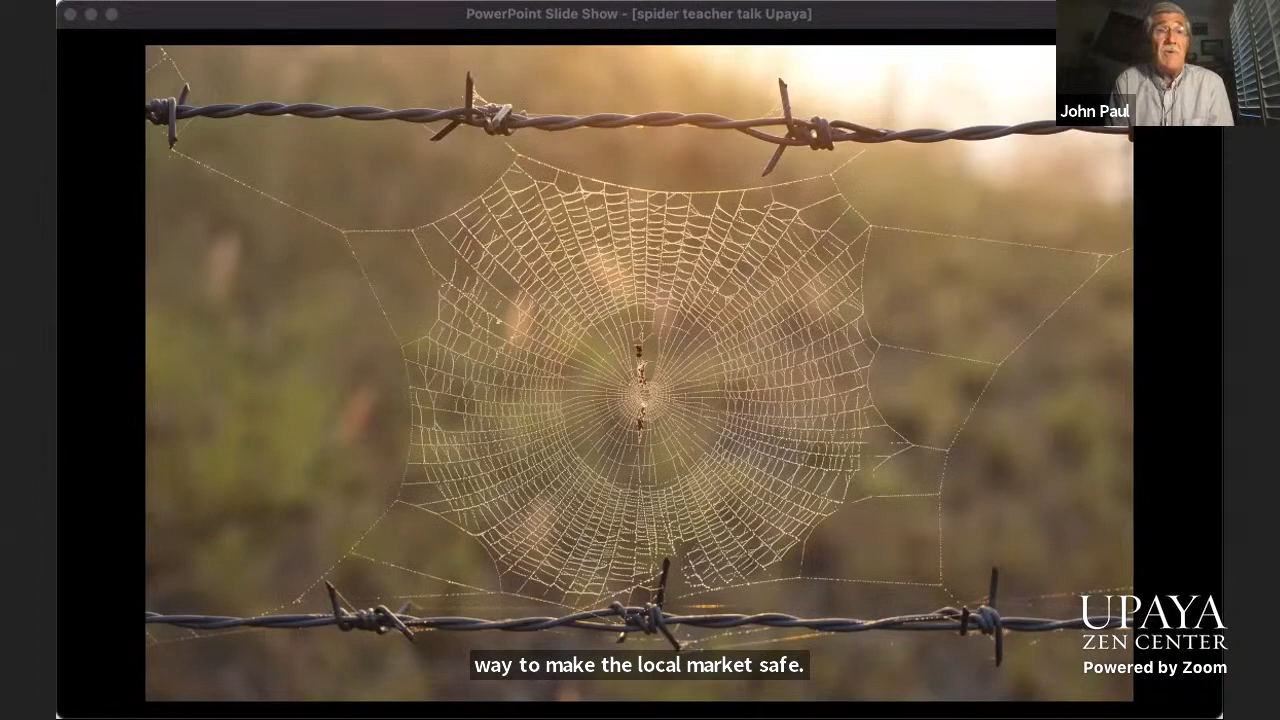 PowerPoint Slide Show - [spider teacher talk Upaya]
John Paul
UPAYA
ZEN CENTER
Powered by Zoom
way to make the local market safe.